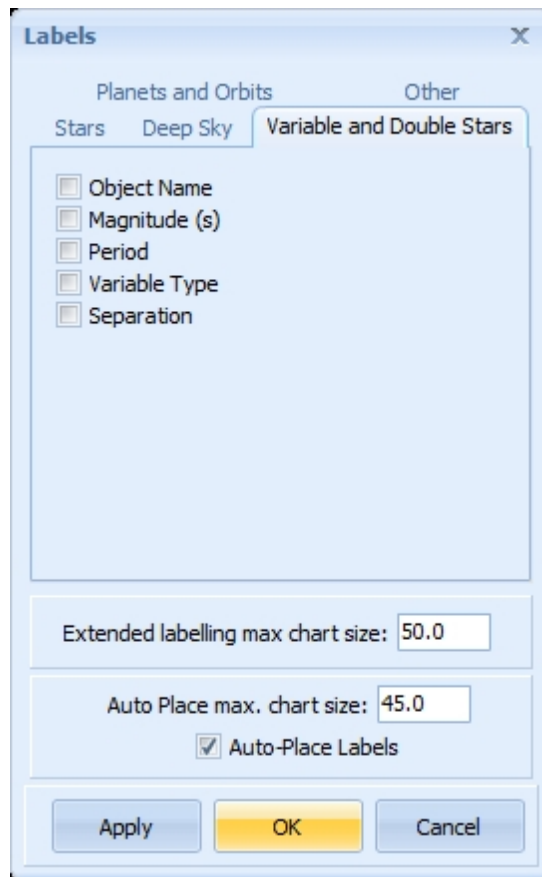 Labels
Planets and Orbits Other
Stars Deep Sky Variable and Double Stars
Object Name
Magnitude (s)
Period
Variable Type
Separation
Extended labelling max chart size: 50.0
Auto Place max. chart size: 45.0
Auto-Place Labels
Apply OK Cancel